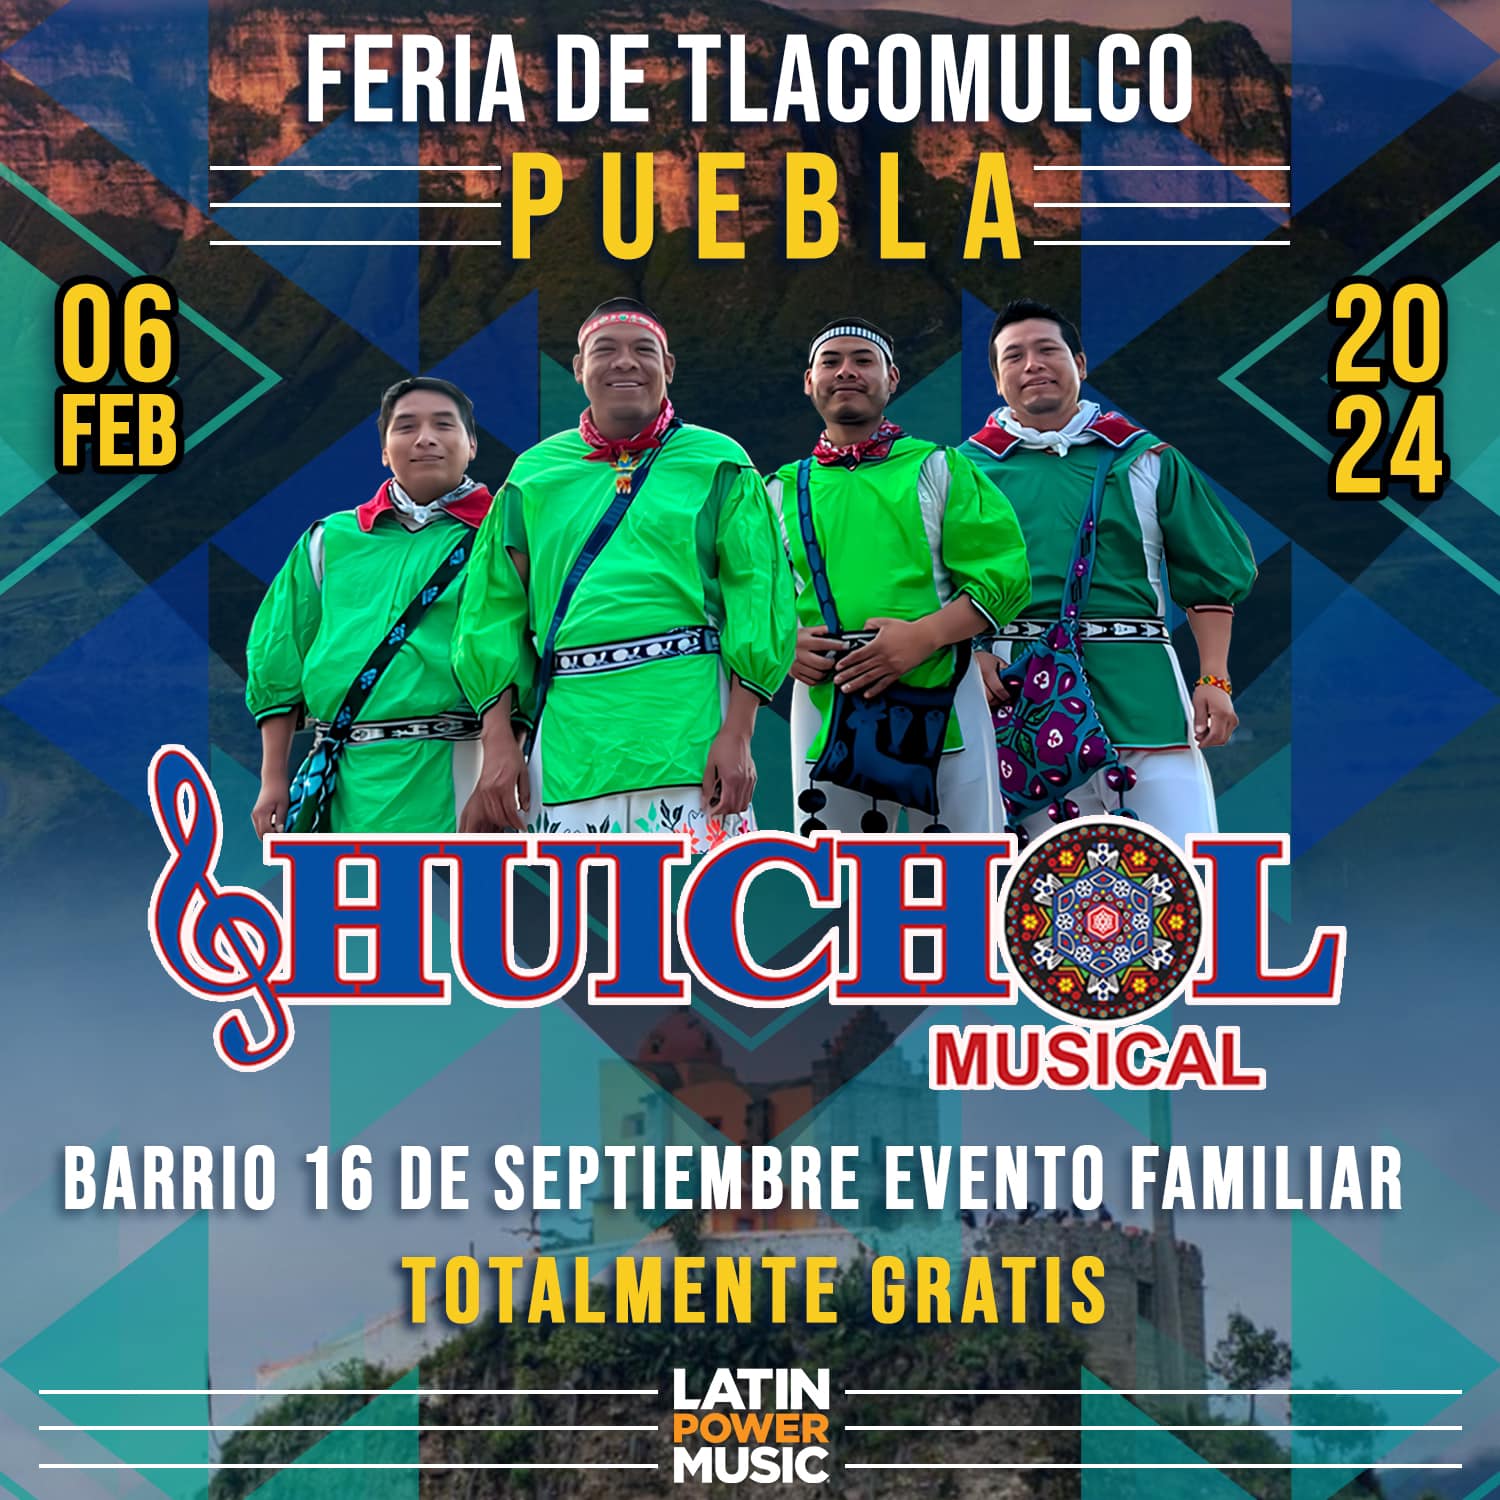 FERIA DE TLACOMULCO
PUEBLA
06
FEB
20
24
HUICHOL
MUSICAL
BARRIO 16 DE SEPTIEMBRE EVENTO FAMILIAR
TOTALMENTE GRATIS
LATIN
POWER
MUSIC